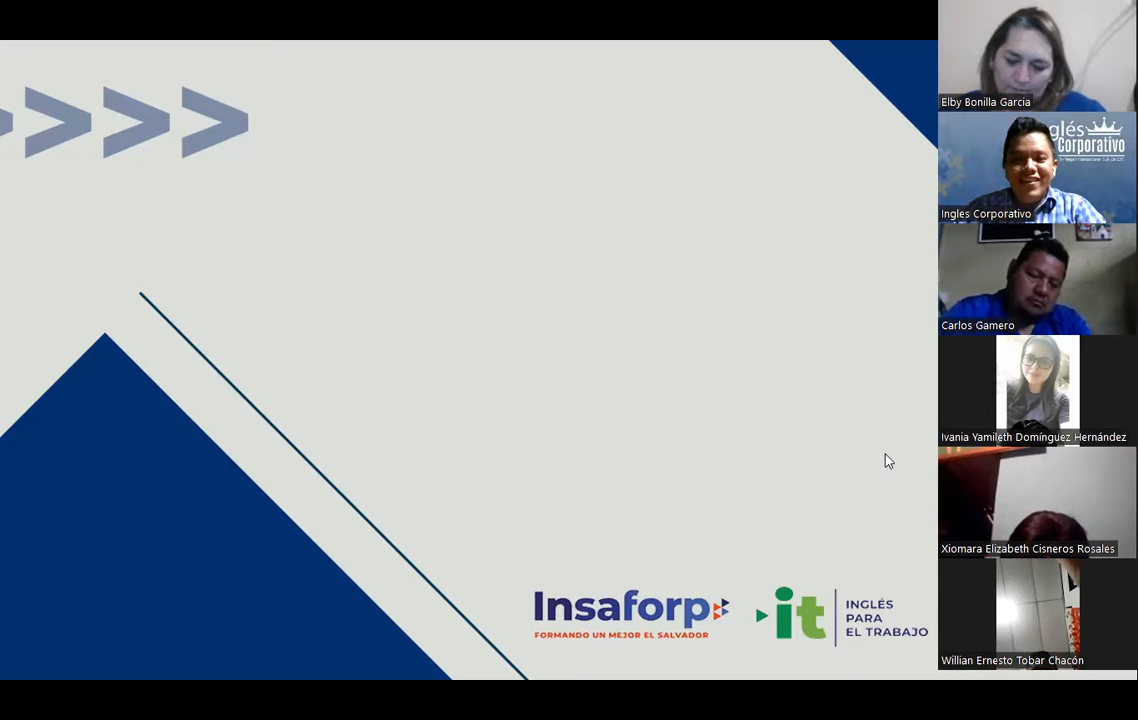 Elby Bonilla Garcia
glés
Corporativo
Ingles Corporativo
Carlos Gamero
Ivania Yamileth Domínguez Hernández
Xiomara Elizabeth Cisneros Rosales
Willian Ernesto Tobar Chacón
Insaforp
FORMANDO UN MEJOR EL SALVADOR
it
INGLÉS
PARA
EL TRABAJO